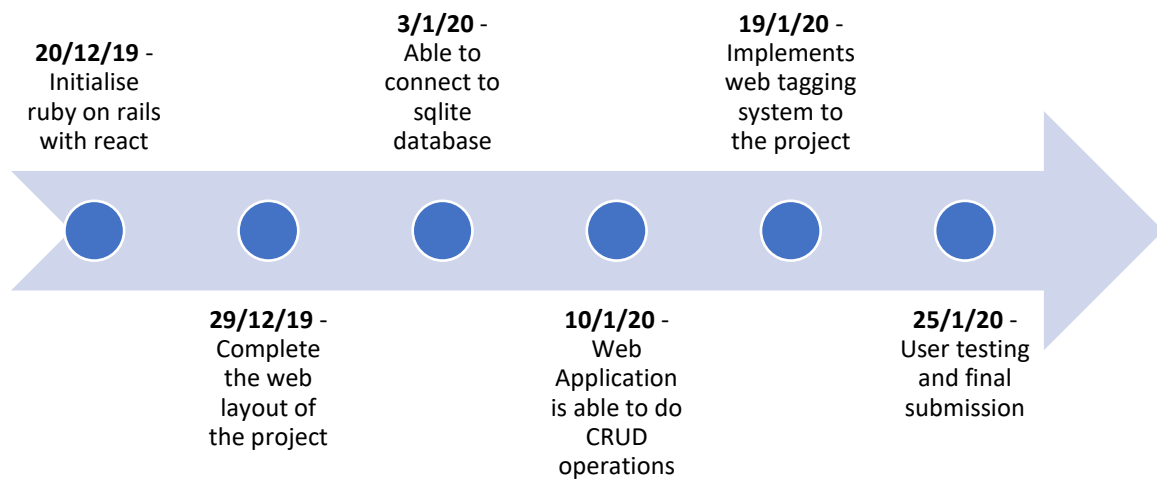 20/12/19 -
Initialise
ruby on rails
with react
29/12/19 -
Complete
the web
layout of
the project
3/1/20 -
Able to
connect to
sqlite
database
10/1/20 -
Web
Application
is able to do
CRUD
operations
19/1/20 -
Implements
web tagging
system to
the project
25/1/20 -
User testing
and final
submission